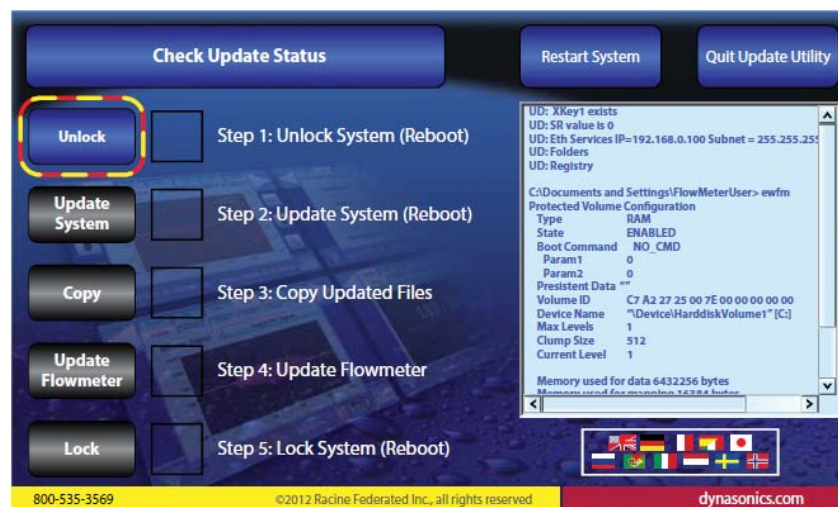 Check Update Status
Restart System
Quit Update Utility
Unlock
Step 1: Unlock System (Reboot)
Update
System
Step 2: Update System (Reboot)
Copy
Step 3: Copy Updated Files
Update
Flowmeter
Step 4: Update Flowmeter
Lock
Step 5: Lock System (Reboot)
UD: XKey1 exists
UD: SR value is 0
UD: Eth Services IP=192.168.0.100 Subnet = 255.255.255
UD: Folders
UD: Registry
C:\Documents and Settings\FlowMeterUser> ewfm
Protected Volume Configuration
Type RAM
State ENABLED
Boot Command NO_CMD
Param1 0
Param2 0
Presistent Data ""
Volume ID C7 A2 27 25 00 7E 00 00 00 00 00
Device Name "\Device\HarddiskVolume1" [C:]
Max Levels 1
Clump Size 512
Current Level 1
Memory used for data 6432256 bytes
Memory used for mapping 16384 bytes
800-535-3569
©2012 Racine Federated Inc., all rights reserved
dynasonics.com